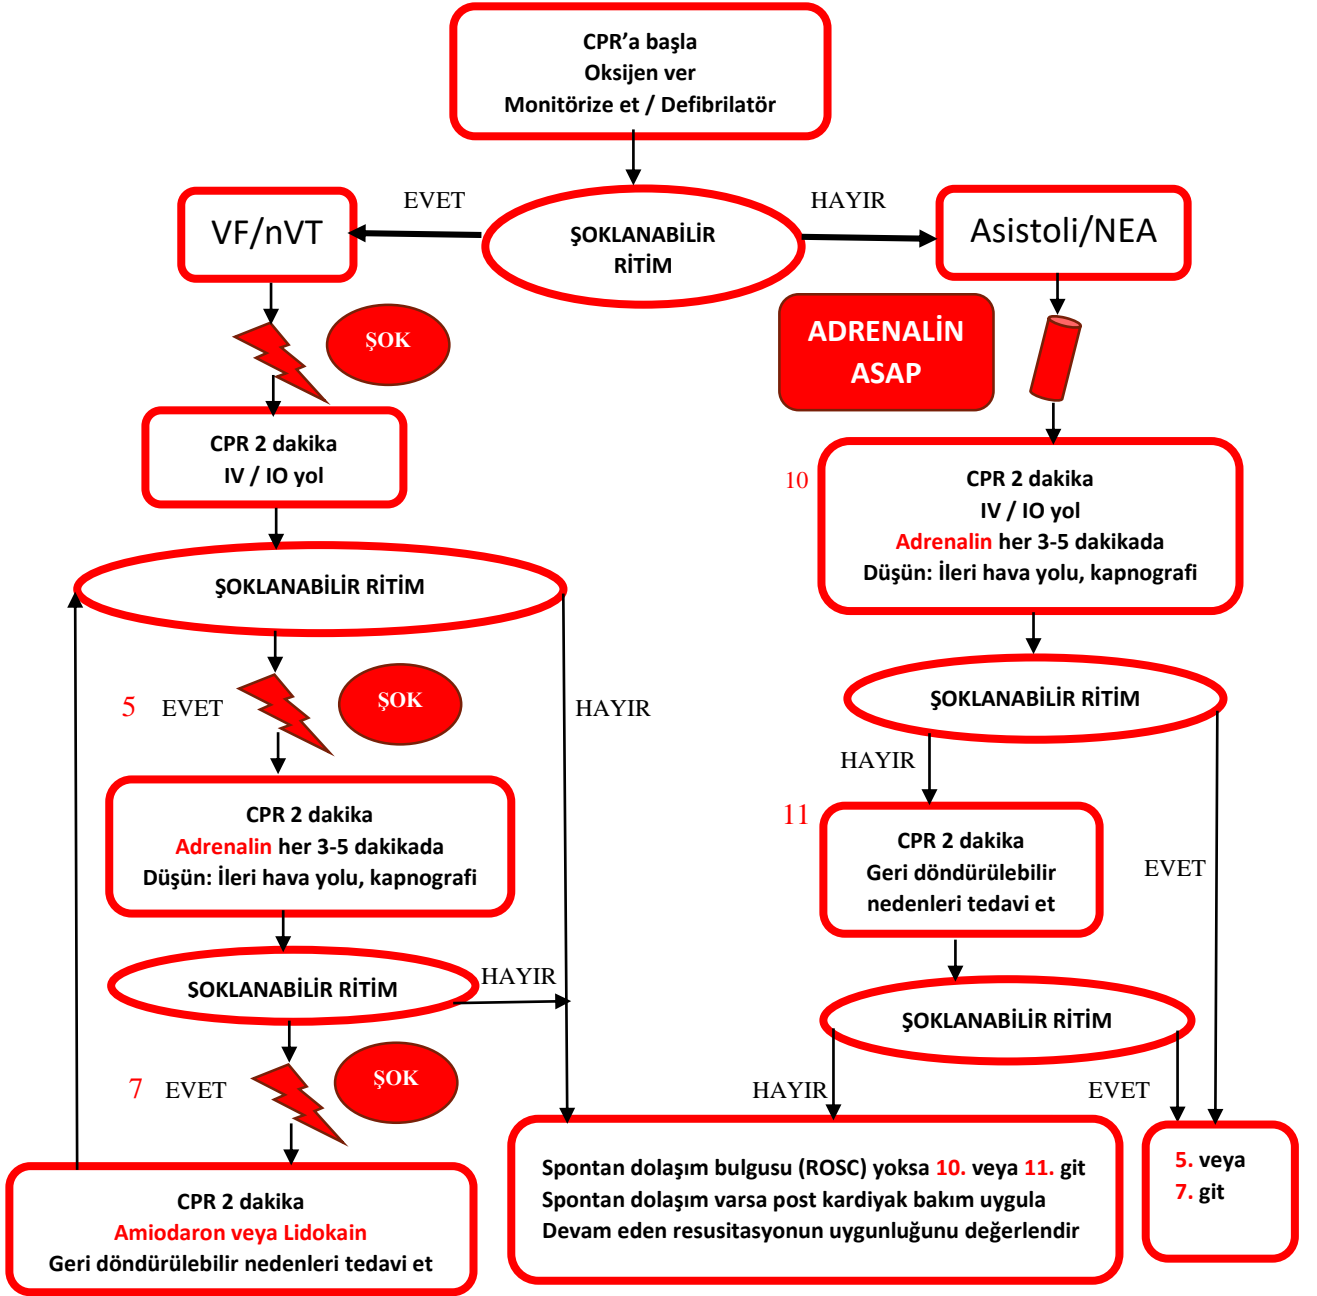 CPR’a başla
Oksijen ver
Monitörize et / Defibrilatör
EVET
HAYIR
ŞOKLANABİLİR
RİTİM
VF/nVT
Asistoli/NEA
ŞOK
ADRENALİN
ASAP
CPR 2 dakika
IV / IO yol
10
CPR 2 dakika
IV / IO yol
Adrenalin her 3-5 dakikada
Düşün: İleri hava yolu, kapnografi
ŞOKLANABİLİR RİTİM
5 EVET
ŞOK
HAYIR
ŞOKLANABİLİR RİTİM
HAYIR
EVET
CPR 2 dakika
Adrenalin her 3-5 dakikada
Düşün: İleri hava yolu, kapnografi
11
CPR 2 dakika
Geri döndürülebilir
nedenleri tedavi et
ŞOKLANABİLİR RİTİM
HAYIR
ŞOKLANABİLİR RİTİM
7 EVET
ŞOK
HAYIR
EVET
CPR 2 dakika
Amiodaron veya Lidokain
Geri döndürülebilir nedenleri tedavi et
Spontan dolaşım bulgusu (ROSC) yoksa 10. veya 11. git
Spontan dolaşım varsa post kardiyak bakım uygula
Devam eden resusitasyonun uygunluğunu değerlendir
5. veya
7. git